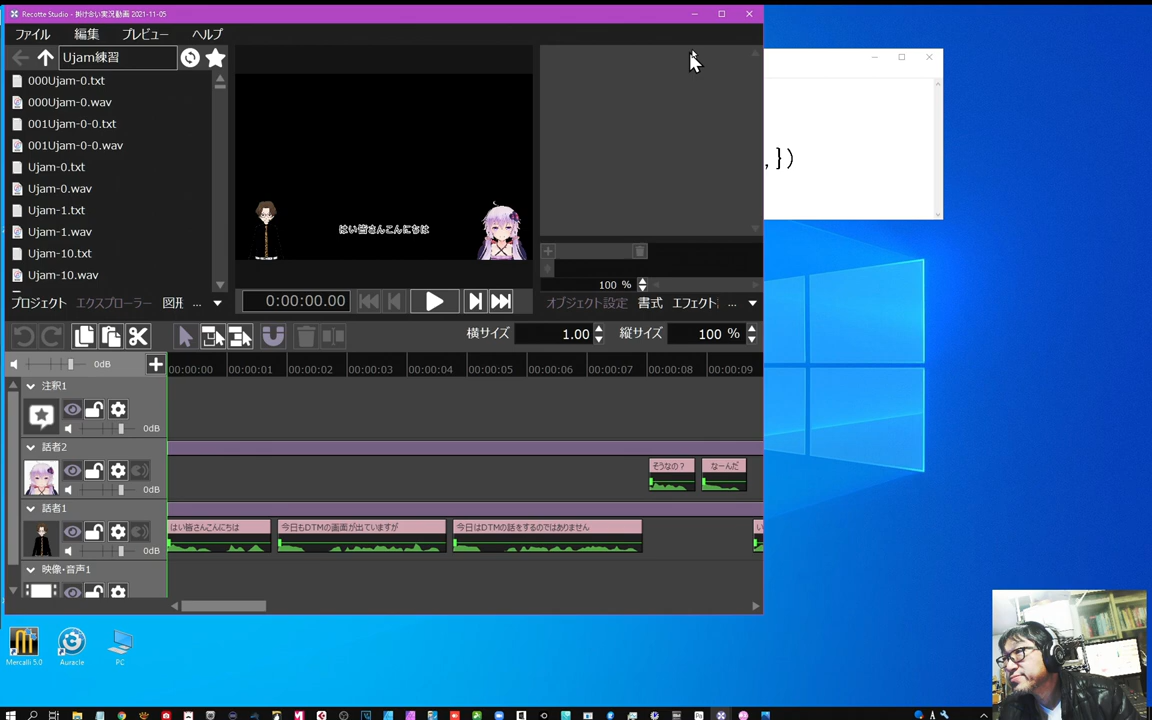 Recotte Studio - 掛け合い実況動画 2021-11-05
ファイル 編集 プレビュー ヘルプ
Ujam練習
000Ujam-0.txt
000Ujam-0.wav
001Ujam-0-0.txt
001Ujam-0-0.wav
Ujam-0.txt
Ujam-0.wav
Ujam-1.txt
Ujam-1.wav
Ujam-10.txt
Ujam-10.wav
はい皆さんこんにちは
,})
100 %
プロジェクト エクスプローラー 図形 ...
0:00:00.00
オブジェクト設定 書式 エフェクト ...
横サイズ 1.00 縦サイズ 100 %
0dB
00:00:00 00:00:01 00:00:02 00:00:03 00:00:04 00:00:05 00:00:06 00:00:07 00:00:08 00:00:09
注釈1
0dB
話者2
そうなの？ なーんだ
0dB
話者1
はい皆さんこんにちは 今日もDTMの画面が出ていますが 今日はDTMの話をするのではありません い
0dB
映像・音声1
Mercalli 5.0 Auracle PC